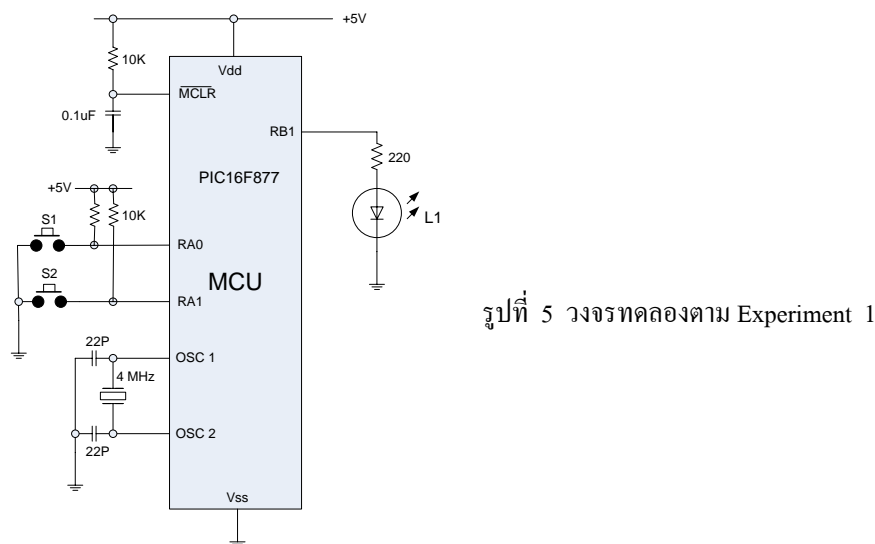 +5V
10K
Vdd
MCLR
0.1uF
RB1
220
PIC16F877
+5V
L1
S1
10K
RA0
MCU
S2
RA1
รูปที่ 5 วงจรทดลองตาม Experiment 1
22P
OSC 1
4 MHz
OSC 2
22P
Vss